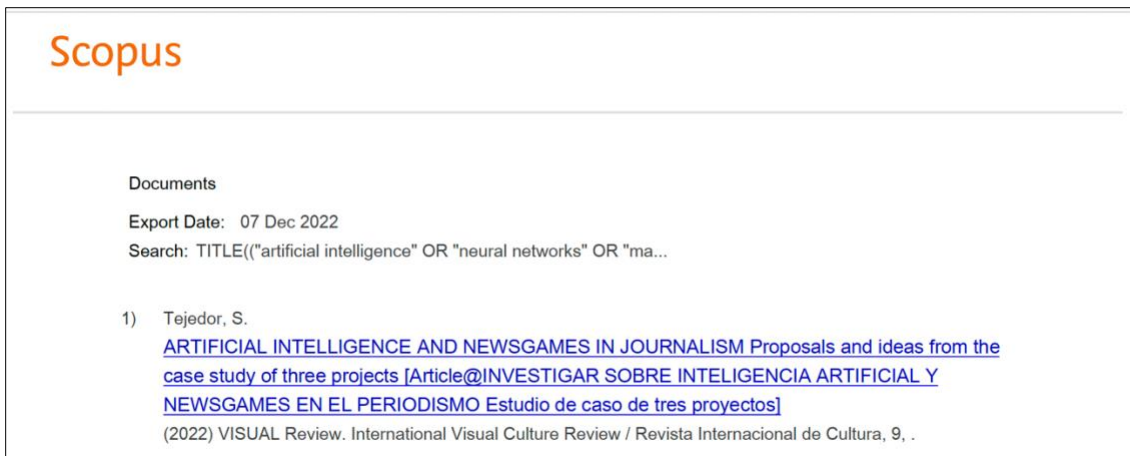 Scopus
Documents
Export Date: 07 Dec 2022
Search: TITLE(("artificial intelligence" OR "neural networks" OR "ma...
1) Tejedor, S.
ARTIFICIAL INTELLIGENCE AND NEWSGAMES IN JOURNALISM Proposals and ideas from the
case study of three projects [Article@INVESTIGAR SOBRE INTELIGENCIA ARTIFICIAL Y
NEWSGAMES EN EL PERIODISMO Estudio de caso de tres proyectos]
(2022) VISUAL Review. International Visual Culture Review / Revista Internacional de Cultura, 9, .